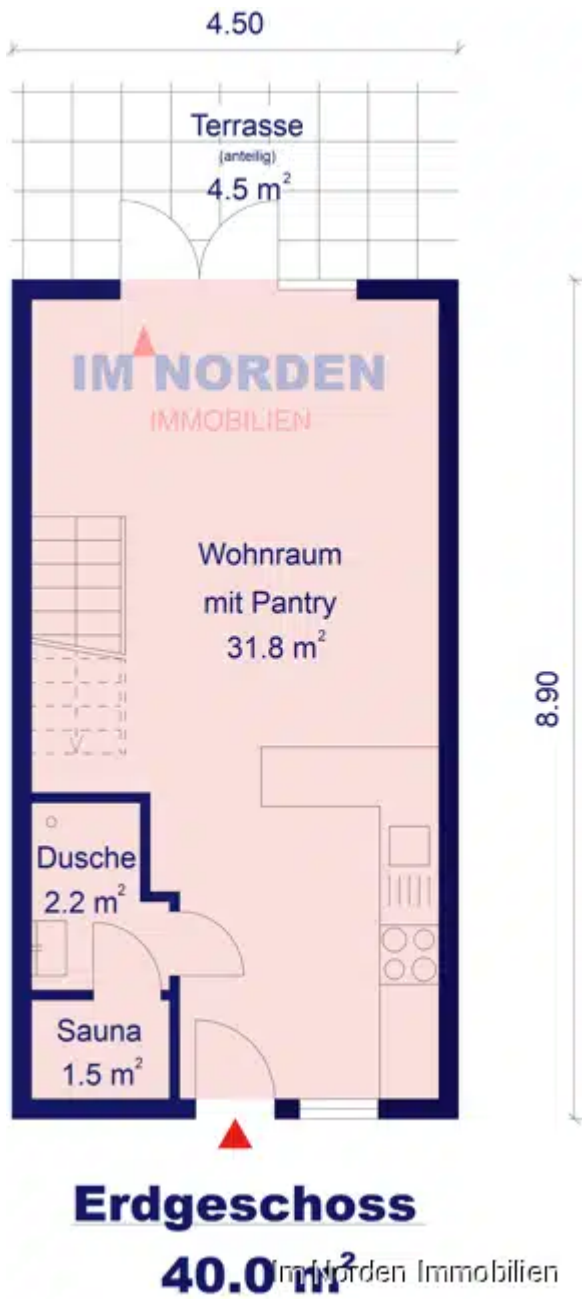 4.50
Terrasse
(anteilig)
4.5 m²
IM NORDEN
IMMOBILIEN
Wohnraum
mit Pantry
31.8 m²
8.90
Dusche
2.2 m²
Sauna
1.5 m²
Erdgeschoss
40.0 m²
Im Norden Immobilien